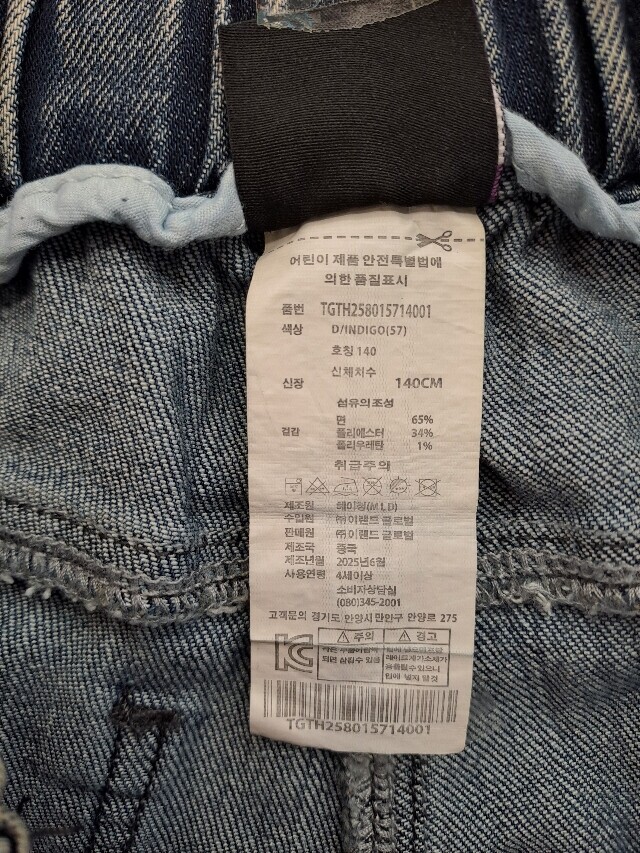 어린이 제품 안전특별법에
의한 품질표시
품번 TGTH258015714001
색상 D/INDIGO(57)
호칭 140
신체치수
신장 140CM
섬유의조성
겉감 면 65%
폴리에스터 34%
폴리우레탄 1%
취급주의
제조원
수입원 ㈜이랜드 글로벌
판매원 ㈜이랜드 글로벌
제조국 중국
제조년월 2025년6월
사용연령 4세이상
소비자상담실
(080)345-2001
고객문의 경기도 안양시 만안구 안양로 275
KC
주의 경고
TGTH258015714001